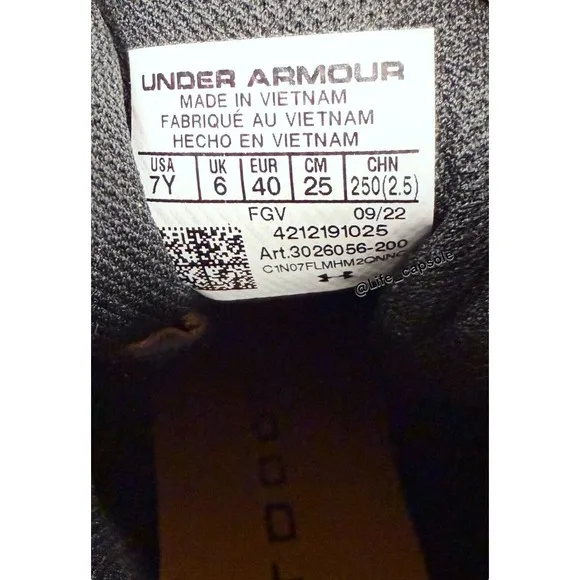 UNDER ARMOUR
MADE IN VIETNAM
FABRIQUÉ AU VIETNAM
HECHO EN VIETNAM
USA UK EUR CM CHN
7Y 6 40 25 250(2.5)
FGV 09/22
4212191025
Art.3026056-200
@Life_capsole